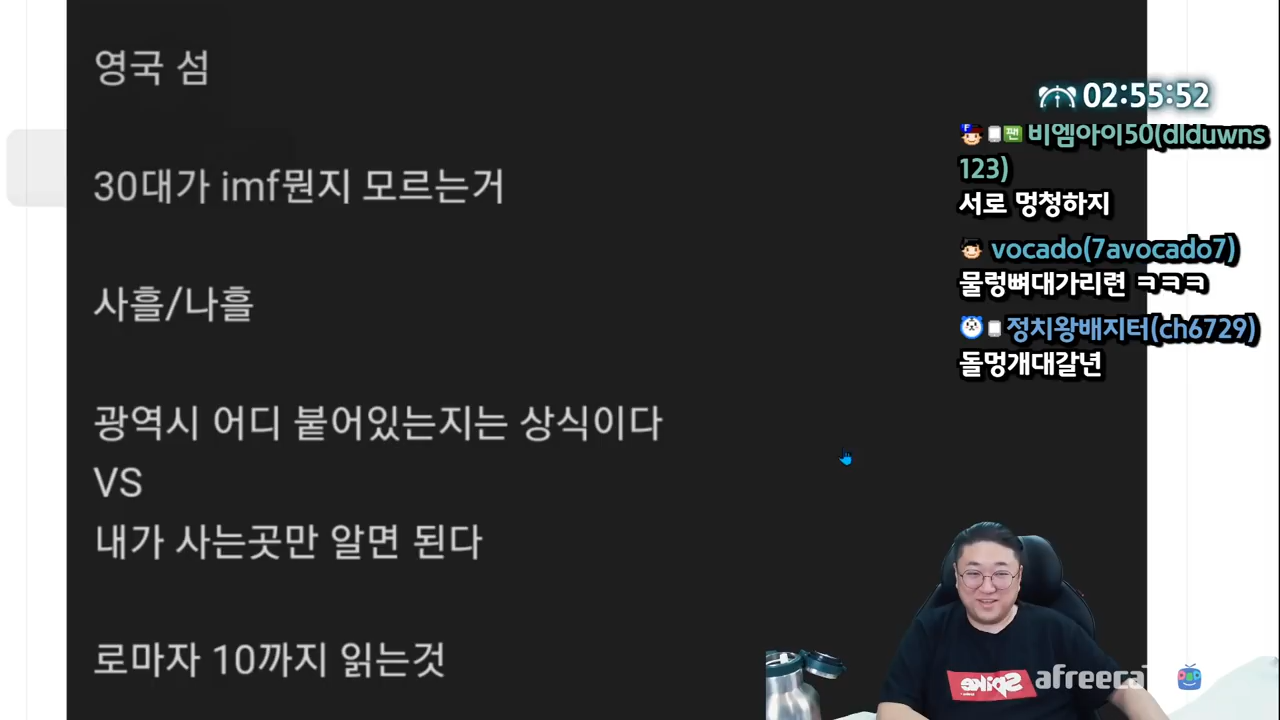 영국 섬
30대가 imf뭔지 모르는거
사흘/나흘
광역시 어디 붙어있는지는 상식이다
VS
내가 사는곳만 알면 된다
로마자 10까지 읽는것
02:55:52
F 팬 비엠아이50(dlduwns
123)
서로 멍청하지
vocado(7avocado7)
물렁뼈대가리련 ㅋㅋㅋ
정치왕배지터(ch6729)
돌멍개대갈년
Spike
afreeca